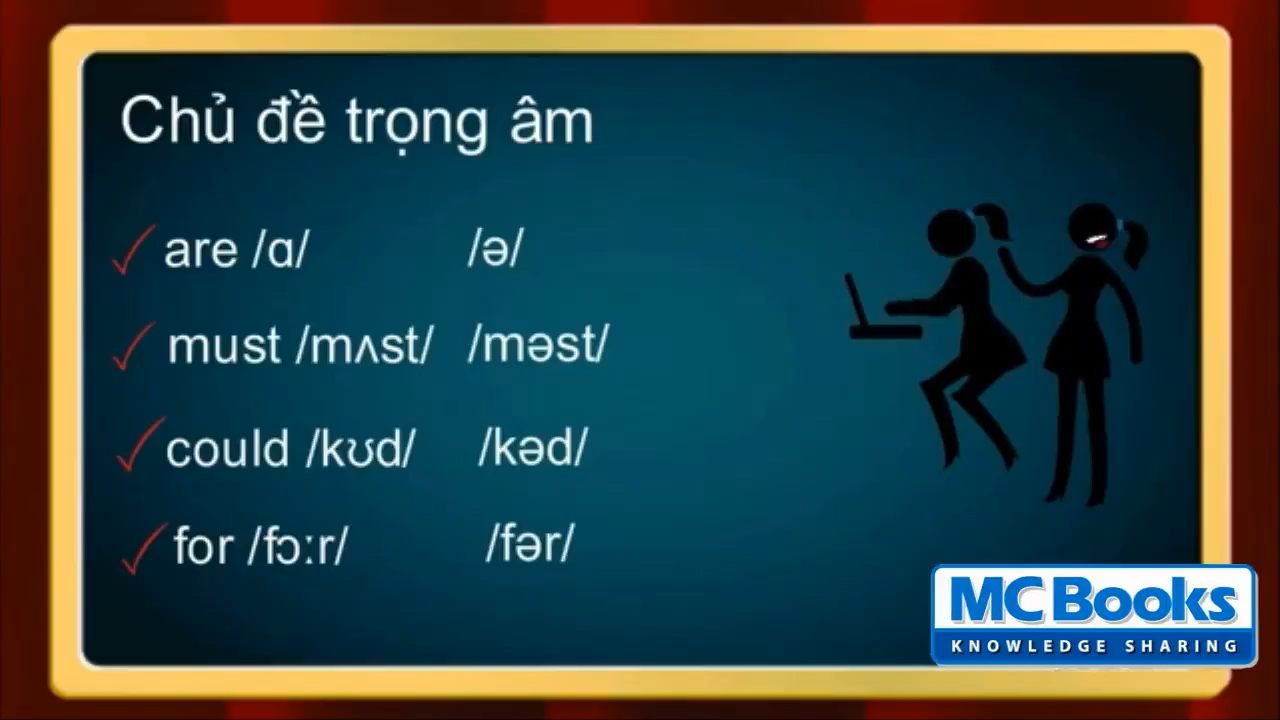 Chủ đề trọng âm
are /ɑ/ /ə/
must /mʌst/ /məst/
could /kʊd/ /kəd/
for /fɔːr/ /fər/
MCBooks
KNOWLEDGE SHARING